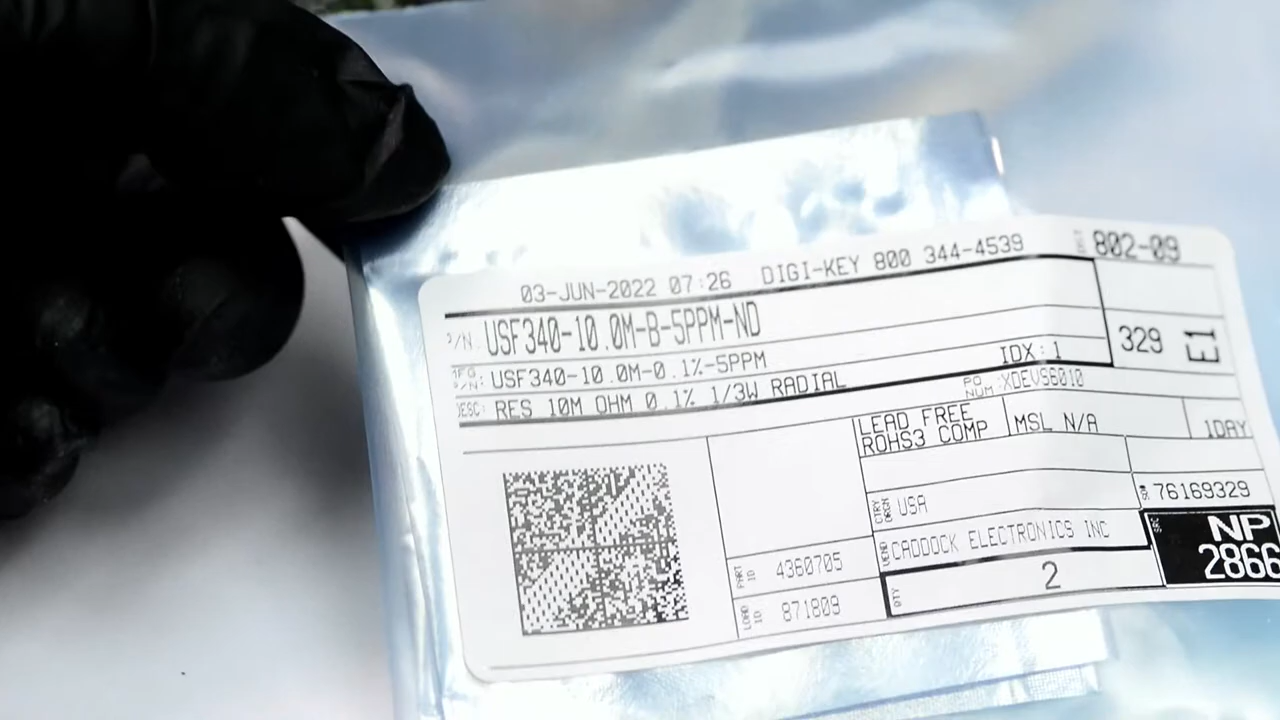 03-JUN-2022 07:26 DIGI-KEY 800 344-4539 802-09
P/N: USF340-10.0M-B-5PPM-ND
329 E1
MFG P/N: USF340-10.0M-0.1%-5PPM IDX: 1
DESC: RES 10M OHM 0.1% 1/3W RADIAL PO NUM: XDEVS6010
LEAD FREE
ROHS3 COMP MSL N/A 1DAY
USA 76169329
CADDOCK ELECTRONICS INC NP
PART ID 4360705 QTY 2 2866
LOAD ID 871809